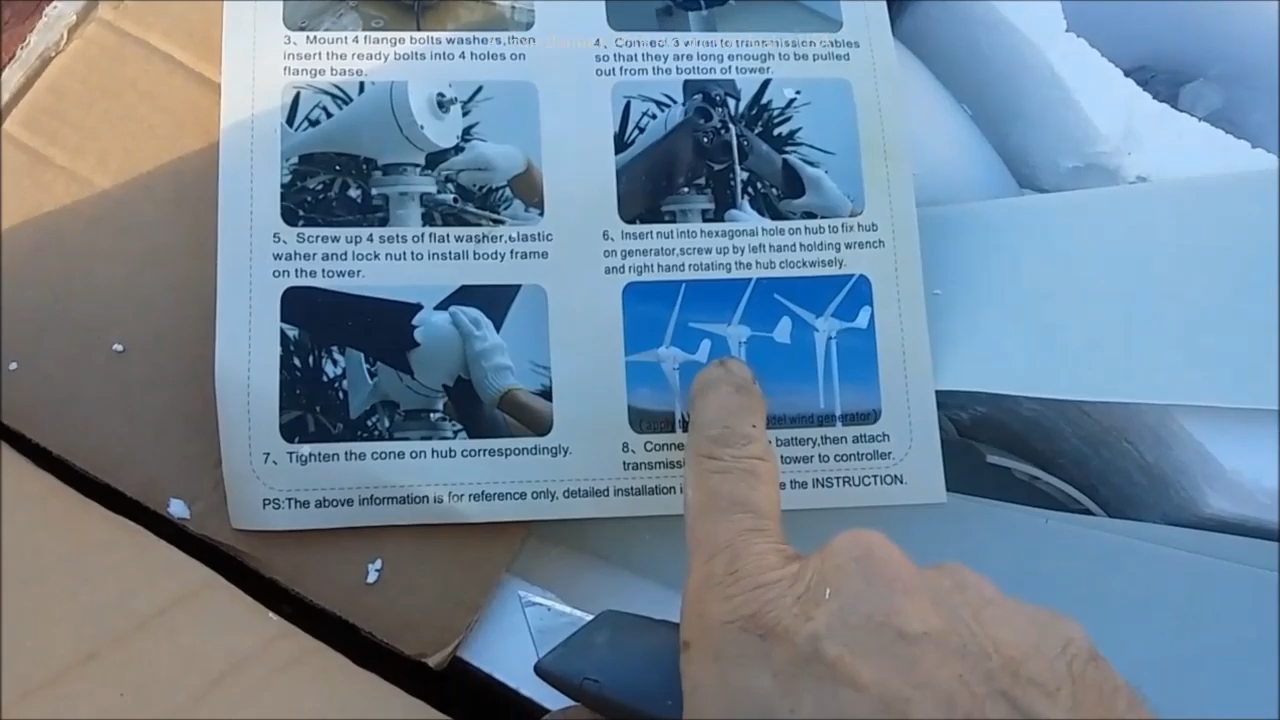 3、Mount 4 flange bolts washers,then
insert the ready bolts into 4 holes on
flange base.
4、Connect 3 wires to transmission cables
so that they are long enough to be pulled
out from the botton of tower.
5、Screw up 4 sets of flat washer,elastic
waher and lock nut to install body frame
on the tower.
6、Insert nut into hexagonal hole on hub to fix hub
on generator,screw up by left hand holding wrench
and right hand rotating the hub clockwisely.
7、Tighten the cone on hub correspondingly.
wind generator)
8、 battery,then attach
tower to controller.
PS:The above information is for reference only, detailed installation the INSTRUCTION.